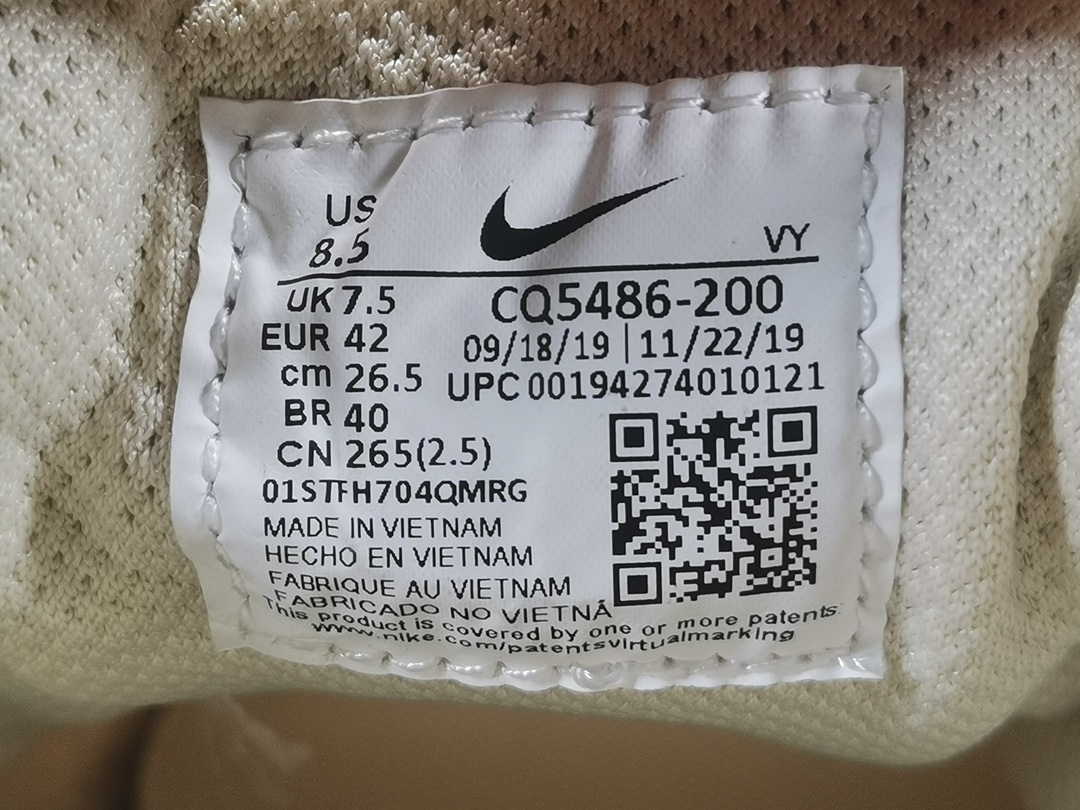 US
8.5
VY
UK 7.5
CQ5486-200
EUR 42
09/18/19 | 11/22/19
cm 26.5
UPC 00194274010121
BR 40
CN 265(2.5)
01STFH704QMRG
MADE IN VIETNAM
HECHO EN VIETNAM
FABRIQUE AU VIETNAM
FABRICADO NO VIETNÃ
This product is covered by one or more patents:
www.nike.com/patentsvirtualmarking